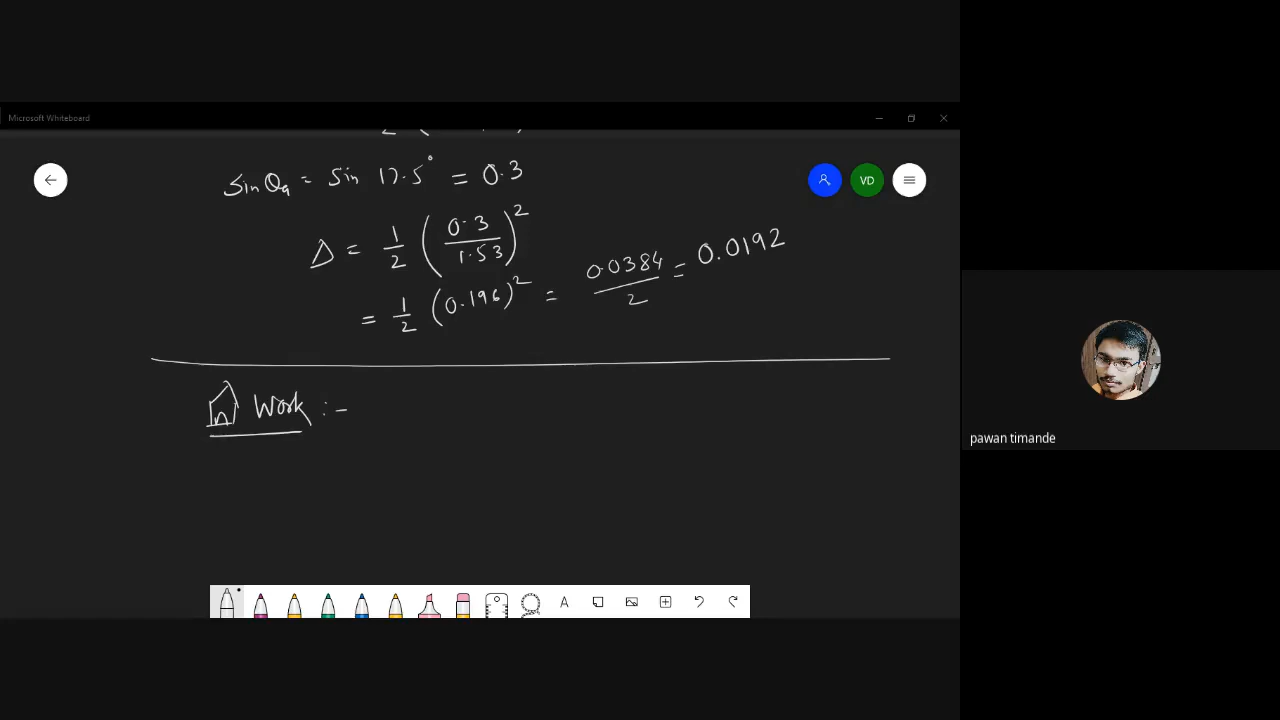 Microsoft Whiteboard
Sin θa = Sin 17.5° = 0.3
VD
Δ = 1/2 (0.3/1.53)²
= 1/2 (0.196)² = 0.0384/2 = 0.0192
Work :-
pawan timande
A